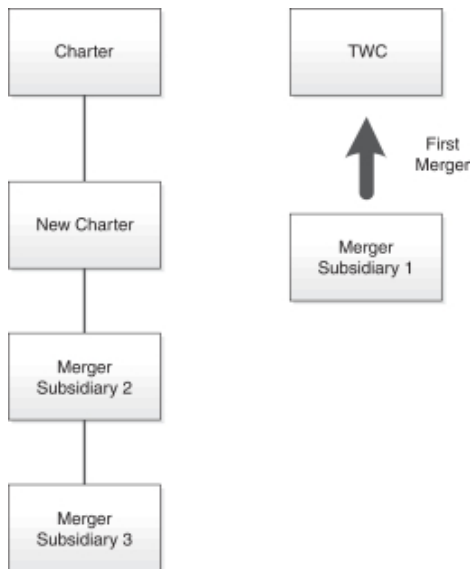 Charter
TWC
First
Merger
New Charter
Merger
Subsidiary 1
Merger
Subsidiary 2
Merger
Subsidiary 3